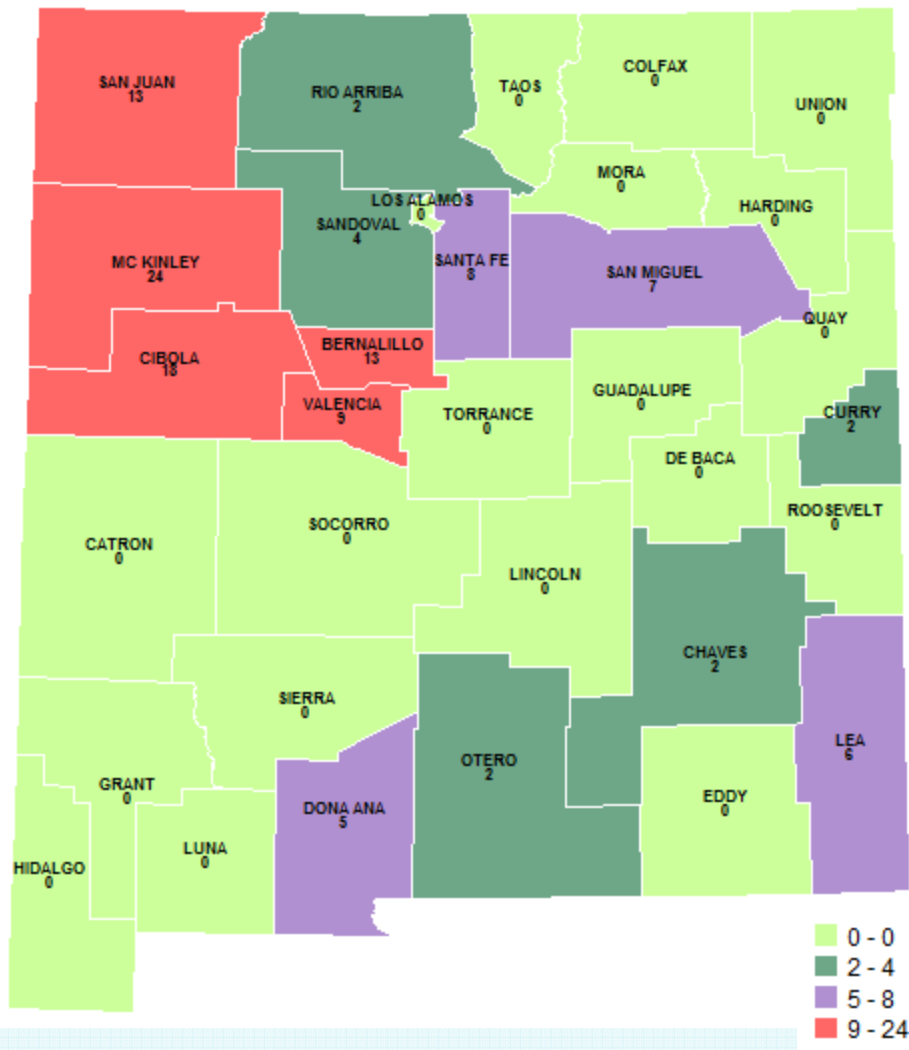 SAN JUAN
13
RIO ARRIBA
2
TAOS
0
COLFAX
0
UNION
0
MORA
0
HARDING
0
LOS ALAMOS
0
SANDOVAL
4
SANTA FE
8
SAN MIGUEL
7
MC KINLEY
24
QUAY
0
CIBOLA
18
BERNALILLO
13
VALENCIA
9
TORRANCE
0
GUADALUPE
0
CURRY
2
DE BACA
0
ROOSEVELT
0
SOCORRO
0
CATRON
0
LINCOLN
0
CHAVES
2
SIERRA
0
LEA
6
OTERO
2
GRANT
0
DONA ANA
5
EDDY
0
LUNA
0
HIDALGO
0
0 - 0
2 - 4
5 - 8
9 - 24